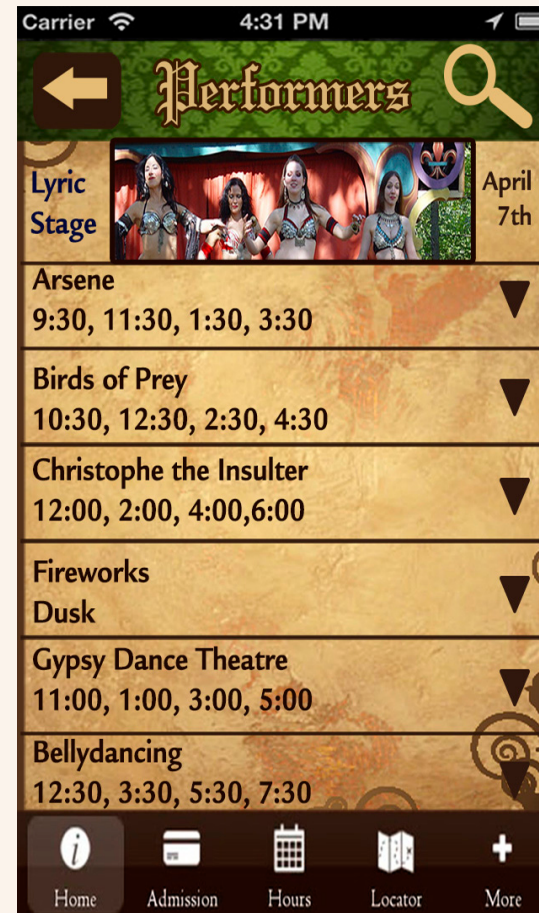 Carrier 4:31 PM
Performers
Lyric
Stage
April
7th
Arsene
9:30, 11:30, 1:30, 3:30
Birds of Prey
10:30, 12:30, 2:30, 4:30
Christophe the Insulter
12:00, 2:00, 4:00,6:00
Fireworks
Dusk
Gypsy Dance Theatre
11:00, 1:00, 3:00, 5:00
Bellydancing
12:30, 3:30, 5:30, 7:30
Home Admission Hours Locator More